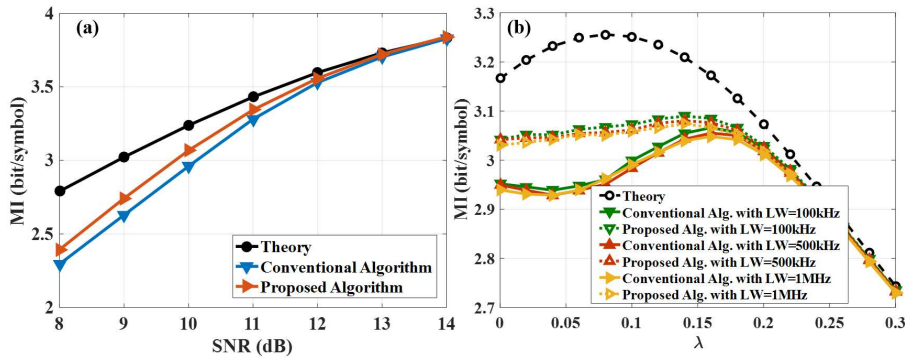 (a)
MI (bit/symbol)
4
3.5
3
2.5
2
8 9 10 11 12 13 14
SNR (dB)
Theory
Conventional Algorithm
Proposed Algorithm
(b)
MI (bit/symbol)
3.3
3.2
3.1
3
2.9
2.8
2.7
0 0.05 0.1 0.15 0.2 0.25 0.3
λ
Theory
Conventional Alg. with LW=100kHz
Proposed Alg. with LW=100kHz
Conventional Alg. with LW=500kHz
Proposed Alg. with LW=500kHz
Conventional Alg. with LW=1MHz
Proposed Alg. with LW=1MHz